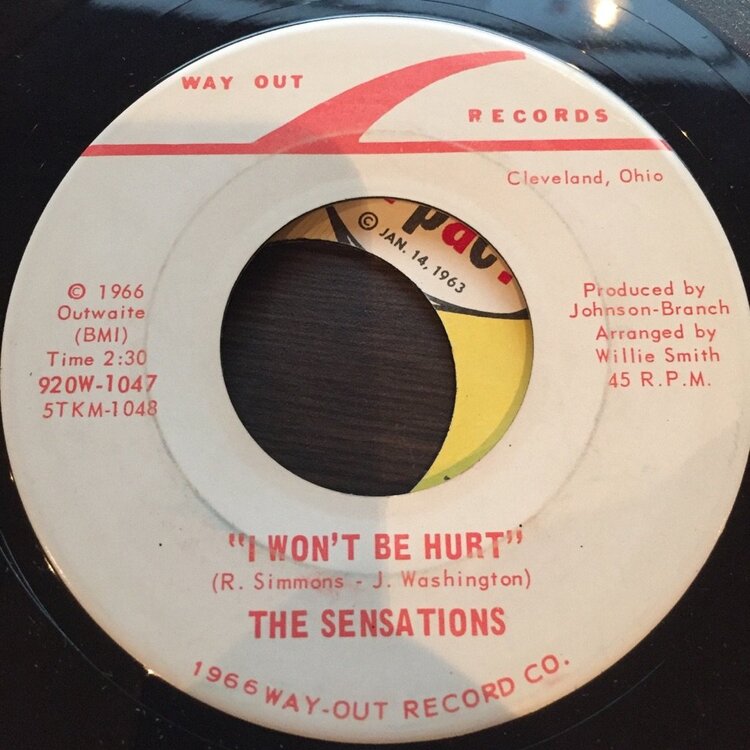 WAY OUT
RECORDS
Cleveland, Ohio
© JAN. 14, 1963
© 1966
Outwaite
(BMI)
Time 2:30
920W-1047
5TKM-1048
Produced by
Johnson-Branch
Arranged by
Willie Smith
45 R.P.M.
"I WON'T BE HURT"
(R. Simmons - J. Washington)
THE SENSATIONS
1966 WAY-OUT RECORD CO.